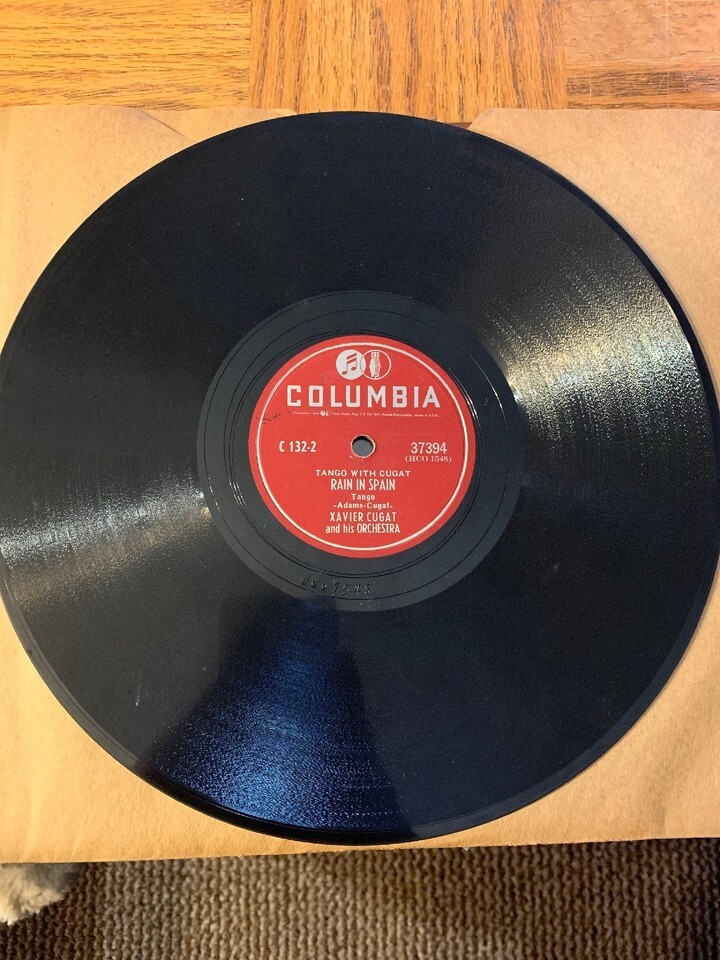 COLUMBIA
C 132-2
37394
(HCO 1548)
TANGO WITH CUGAT
RAIN IN SPAIN
Tango
-Adams-Cugat-
XAVIER CUGAT
and his ORCHESTRA